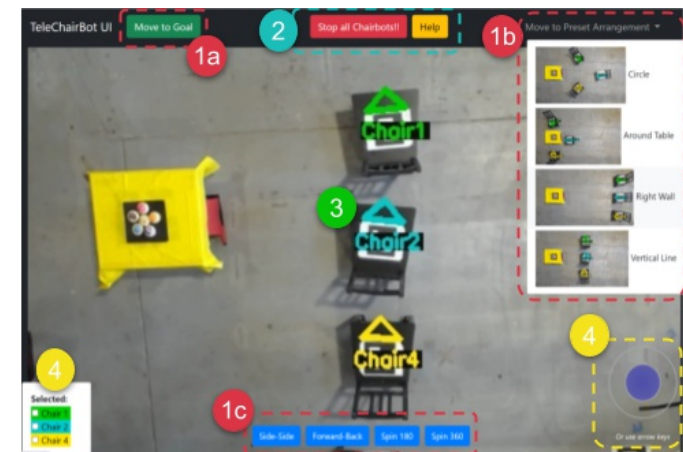 TeleChairBot UI
Move to Goal
1a
2
Stop all Chairbots!!
Help
1b
Move to Preset Arrangement
Circle
Around Table
Right Wall
Vertical Line
Chair1
3
Chair2
Chair4
4
Selected:
Chair 1
Chair 2
Chair 4
1c
Side-Side
Forward-Back
Spin 180
Spin 360
4
Or use arrow keys